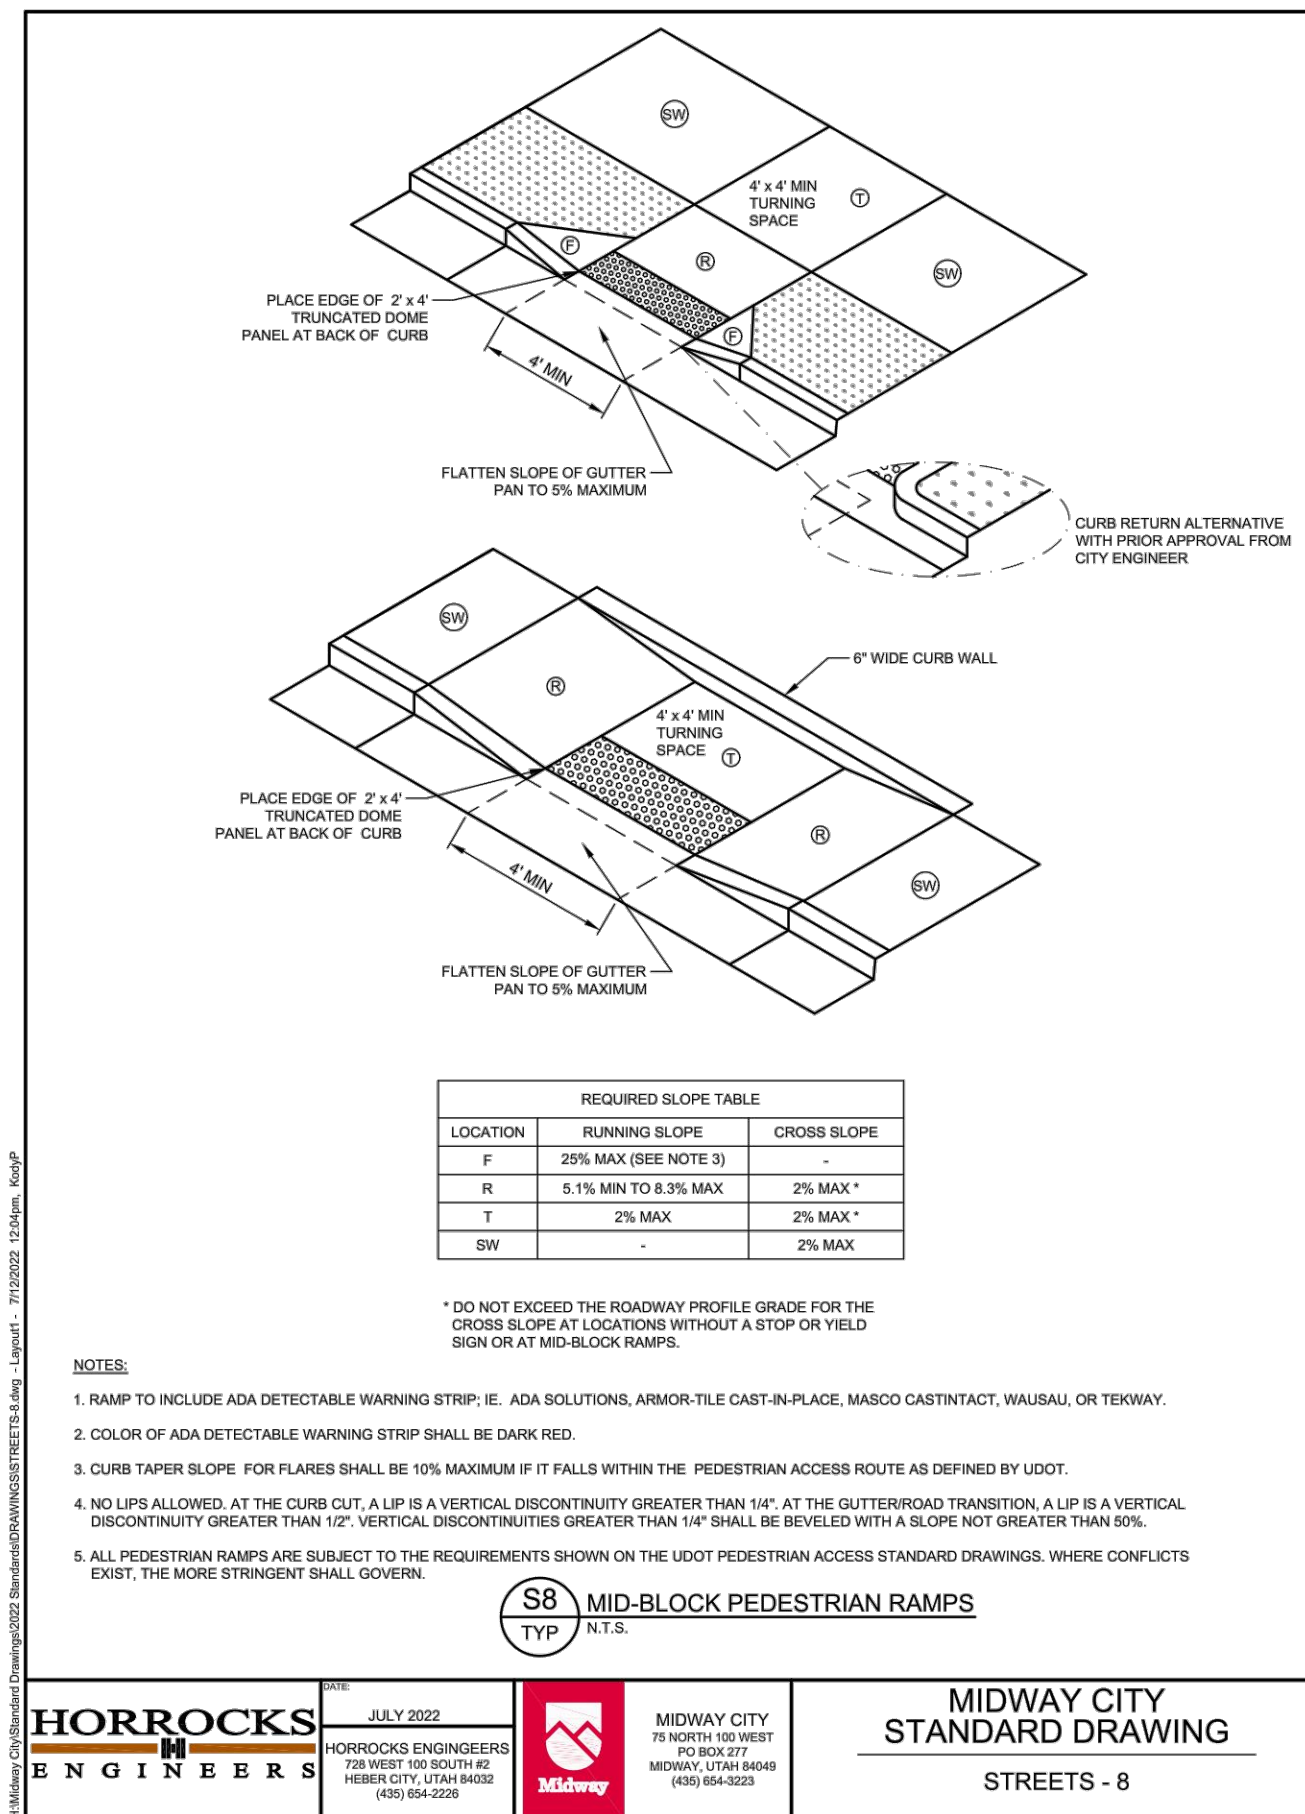 SW
4' x 4' MIN
TURNING
SPACE
T
F
R
SW
PLACE EDGE OF 2' x 4'
TRUNCATED DOME
PANEL AT BACK OF CURB
F
4' MIN
FLATTEN SLOPE OF GUTTER
PAN TO 5% MAXIMUM
CURB RETURN ALTERNATIVE
WITH PRIOR APPROVAL FROM
CITY ENGINEER
SW
6" WIDE CURB WALL
R
4' x 4' MIN
TURNING
SPACE
T
PLACE EDGE OF 2' x 4'
TRUNCATED DOME
PANEL AT BACK OF CURB
R
4' MIN
SW
FLATTEN SLOPE OF GUTTER
PAN TO 5% MAXIMUM
REQUIRED SLOPE TABLE
LOCATION RUNNING SLOPE CROSS SLOPE
F 25% MAX (SEE NOTE 3) -
R 5.1% MIN TO 8.3% MAX 2% MAX *
T 2% MAX 2% MAX *
SW - 2% MAX
* DO NOT EXCEED THE ROADWAY PROFILE GRADE FOR THE
CROSS SLOPE AT LOCATIONS WITHOUT A STOP OR YIELD
SIGN OR AT MID-BLOCK RAMPS.
NOTES:
1. RAMP TO INCLUDE ADA DETECTABLE WARNING STRIP; IE. ADA SOLUTIONS, ARMOR-TILE CAST-IN-PLACE, MASCO CASTINTACT, WAUSAU, OR TEKWAY.
2. COLOR OF ADA DETECTABLE WARNING STRIP SHALL BE DARK RED.
3. CURB TAPER SLOPE FOR FLARES SHALL BE 10% MAXIMUM IF IT FALLS WITHIN THE PEDESTRIAN ACCESS ROUTE AS DEFINED BY UDOT.
4. NO LIPS ALLOWED. AT THE CURB CUT, A LIP IS A VERTICAL DISCONTINUITY GREATER THAN 1/4". AT THE GUTTER/ROAD TRANSITION, A LIP IS A VERTICAL
DISCONTINUITY GREATER THAN 1/2". VERTICAL DISCONTINUITIES GREATER THAN 1/4" SHALL BE BEVELED WITH A SLOPE NOT GREATER THAN 50%.
5. ALL PEDESTRIAN RAMPS ARE SUBJECT TO THE REQUIREMENTS SHOWN ON THE UDOT PEDESTRIAN ACCESS STANDARD DRAWINGS. WHERE CONFLICTS
EXIST, THE MORE STRINGENT SHALL GOVERN.
S8
TYP
MID-BLOCK PEDESTRIAN RAMPS
N.T.S.
H:\Midway City\Standard Drawings\2022 Standards\DRAWINGS\STREETS-8.dwg - Layout1 - 7/12/2022 12:04pm, KodyP
HORROCKS
ENGINEERS
DATE:
JULY 2022
HORROCKS ENGINGEERS
728 WEST 100 SOUTH #2
HEBER CITY, UTAH 84032
(435) 654-2226
Midway
MIDWAY CITY
75 NORTH 100 WEST
PO BOX 277
MIDWAY, UTAH 84049
(435) 654-3223
MIDWAY CITY
STANDARD DRAWING
STREETS - 8